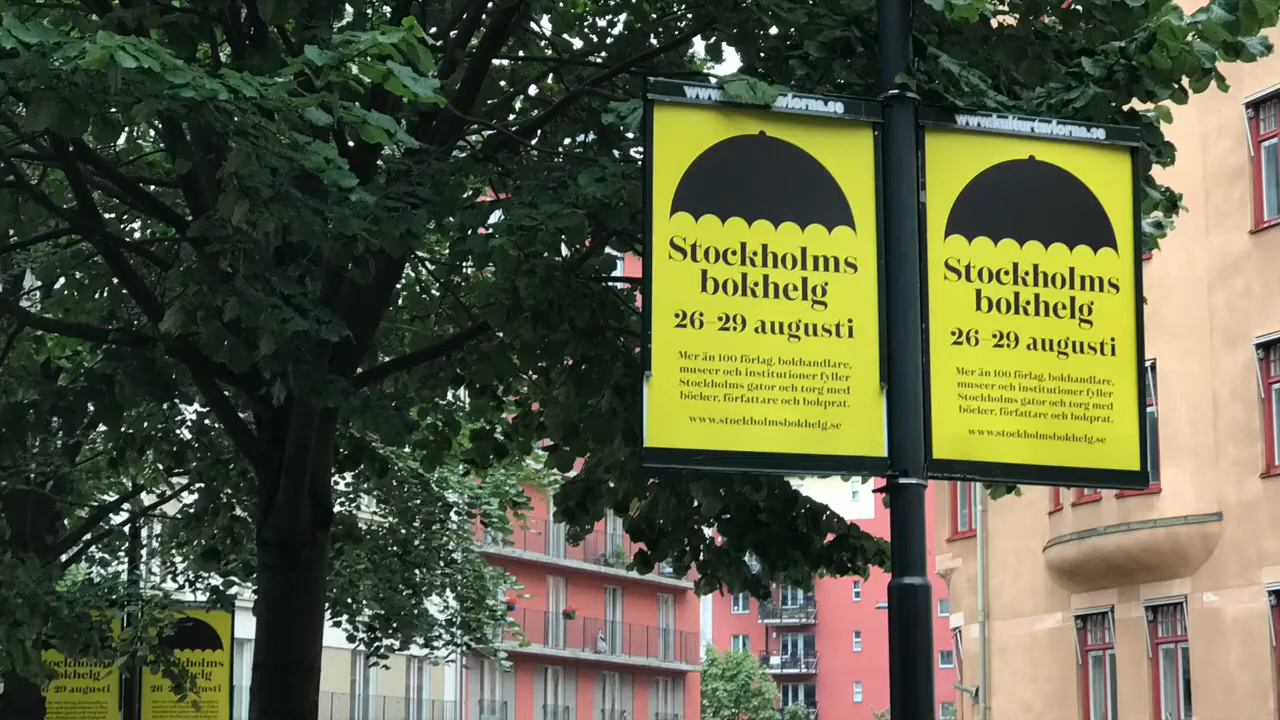 www.kulturtavlorna.se
Stockholms
bokhelg
26–29 augusti
Mer än 100 förlag, bokhandlare,
museer och institutioner fyller
Stockholms gator och torg med
böcker, författare och bokprat.
www.stockholmsbokhelg.se
www.kulturtavlorna.se
Stockholms
bokhelg
26–29 augusti
Mer än 100 förlag, bokhandlare,
museer och institutioner fyller
Stockholms gator och torg med
böcker, författare och bokprat.
www.stockholmsbokhelg.se